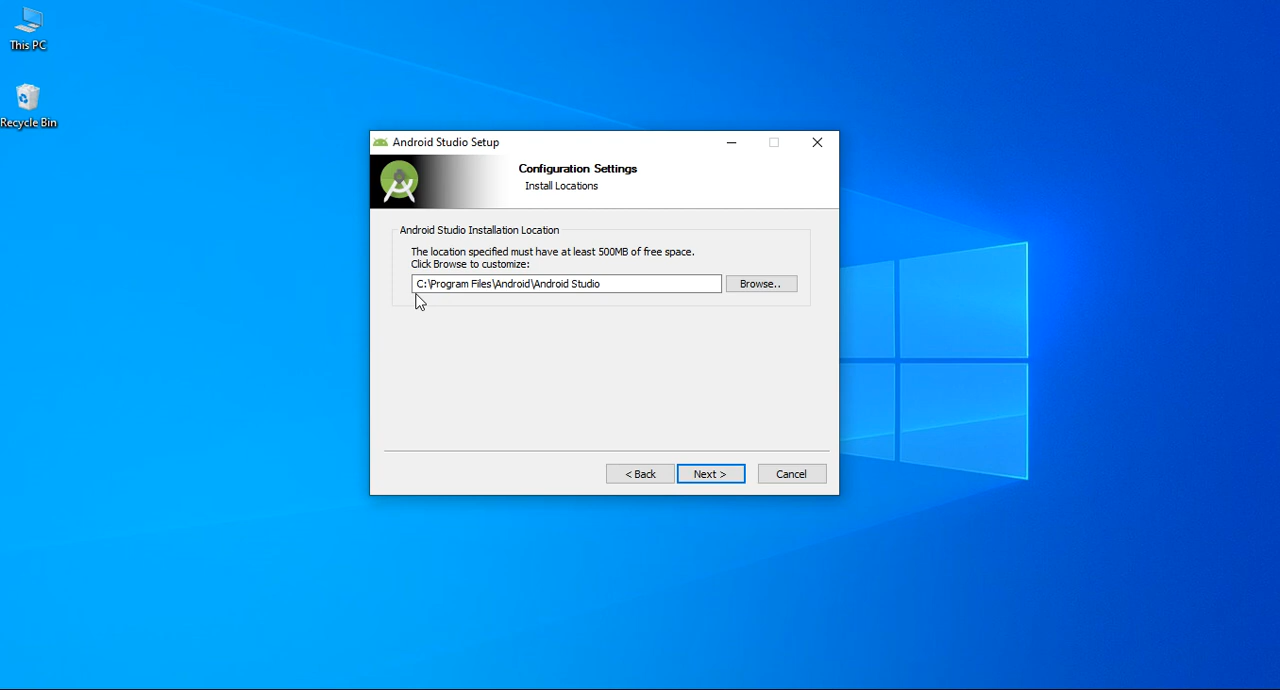 This PC
Recycle Bin
Android Studio Setup
Configuration Settings
Install Locations
Android Studio Installation Location
The location specified must have at least 500MB of free space.
Click Browse to customize:
C:\Program Files\Android\Android Studio
Browse..
< Back
Next >
Cancel